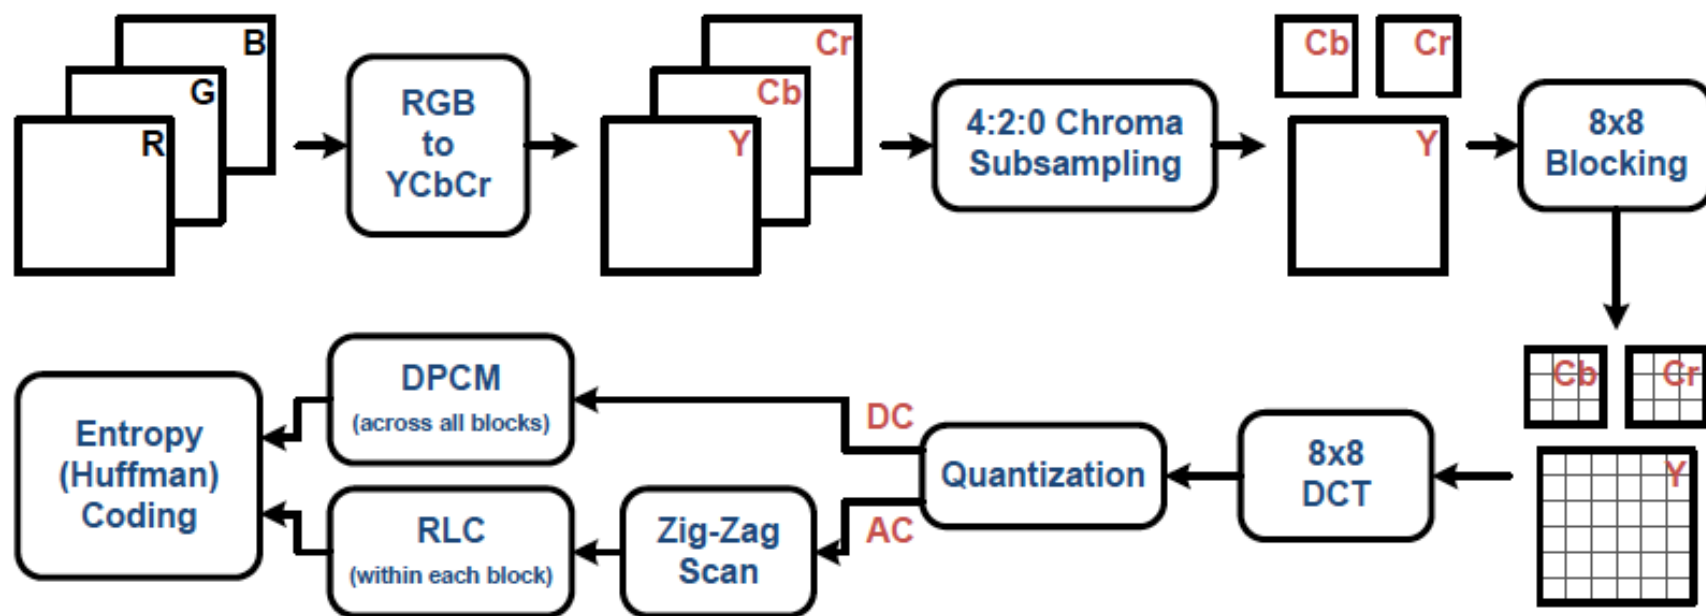 B
G
R
RGB
to
YCbCr
Cr
Cb
Y
4:2:0 Chroma
Subsampling
Cb
Cr
Y
8x8
Blocking
Cb
Cr
Y
8x8
DCT
Quantization
DC
AC
DPCM
(across all blocks)
Zig-Zag
Scan
RLC
(within each block)
Entropy
(Huffman)
Coding